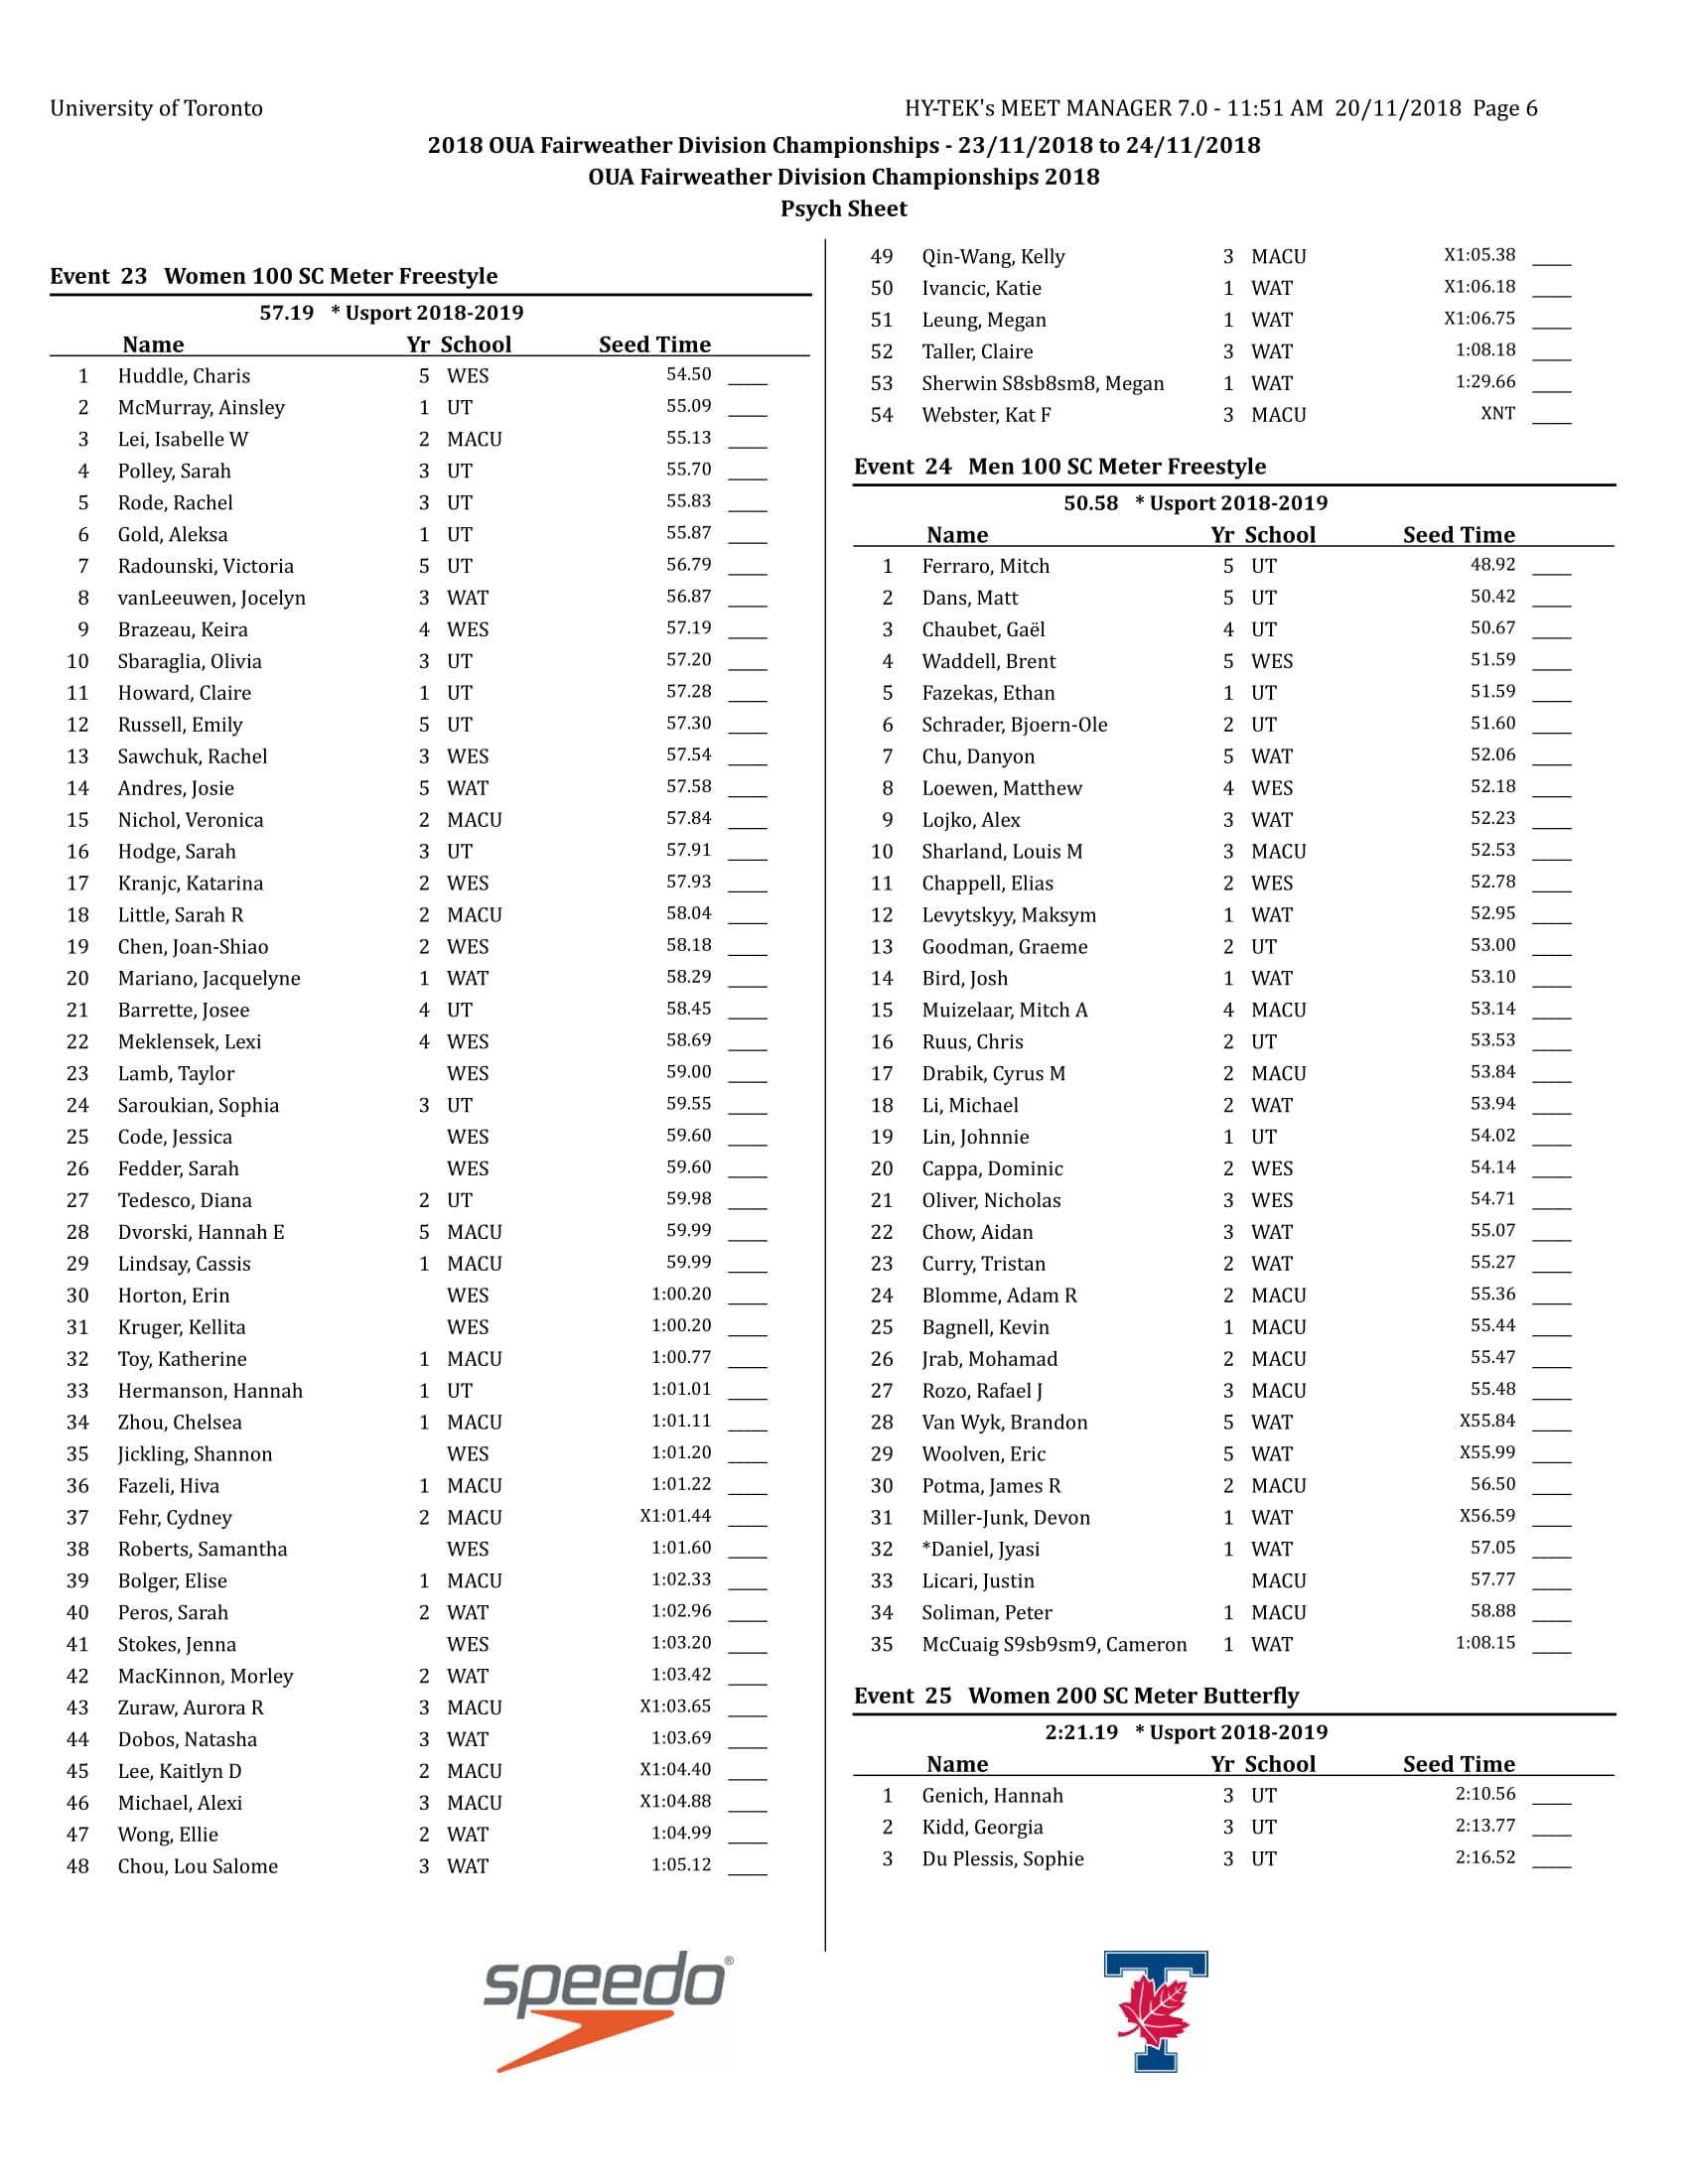 University of Toronto
HY-TEK's MEET MANAGER 7.0 - 11:51 AM 20/11/2018 Page 6
2018 OUA Fairweather Division Championships - 23/11/2018 to 24/11/2018
OUA Fairweather Division Championships 2018
Psych Sheet
Event 23 Women 100 SC Meter Freestyle
57.19 * Usport 2018-2019
Name Yr School Seed Time
1 Huddle, Charis 5 WES 54.50 ____
2 McMurray, Ainsley 1 UT 55.09 ____
3 Lei, Isabelle W 2 MACU 55.13 ____
4 Polley, Sarah 3 UT 55.70 ____
5 Rode, Rachel 3 UT 55.83 ____
6 Gold, Aleksa 1 UT 55.87 ____
7 Radounski, Victoria 5 UT 56.79 ____
8 vanLeeuwen, Jocelyn 3 WAT 56.87 ____
9 Brazeau, Keira 4 WES 57.19 ____
10 Sbaraglia, Olivia 3 UT 57.20 ____
11 Howard, Claire 1 UT 57.28 ____
12 Russell, Emily 5 UT 57.30 ____
13 Sawchuk, Rachel 3 WES 57.54 ____
14 Andres, Josie 5 WAT 57.58 ____
15 Nichol, Veronica 2 MACU 57.84 ____
16 Hodge, Sarah 3 UT 57.91 ____
17 Kranjc, Katarina 2 WES 57.93 ____
18 Little, Sarah R 2 MACU 58.04 ____
19 Chen, Joan-Shiao 2 WES 58.18 ____
20 Mariano, Jacquelyne 1 WAT 58.29 ____
21 Barrette, Josee 4 UT 58.45 ____
22 Meklensek, Lexi 4 WES 58.69 ____
23 Lamb, Taylor WES 59.00 ____
24 Saroukian, Sophia 3 UT 59.55 ____
25 Code, Jessica WES 59.60 ____
26 Fedder, Sarah WES 59.60 ____
27 Tedesco, Diana 2 UT 59.98 ____
28 Dvorski, Hannah E 5 MACU 59.99 ____
29 Lindsay, Cassis 1 MACU 59.99 ____
30 Horton, Erin WES 1:00.20 ____
31 Kruger, Kellita WES 1:00.20 ____
32 Toy, Katherine 1 MACU 1:00.77 ____
33 Hermanson, Hannah 1 UT 1:01.01 ____
34 Zhou, Chelsea 1 MACU 1:01.11 ____
35 Jickling, Shannon WES 1:01.20 ____
36 Fazeli, Hiva 1 MACU 1:01.22 ____
37 Fehr, Cydney 2 MACU X1:01.44 ____
38 Roberts, Samantha WES 1:01.60 ____
39 Bolger, Elise 1 MACU 1:02.33 ____
40 Peros, Sarah 2 WAT 1:02.96 ____
41 Stokes, Jenna WES 1:03.20 ____
42 MacKinnon, Morley 2 WAT 1:03.42 ____
43 Zuraw, Aurora R 3 MACU X1:03.65 ____
44 Dobos, Natasha 3 WAT 1:03.69 ____
45 Lee, Kaitlyn D 2 MACU X1:04.40 ____
46 Michael, Alexi 3 MACU X1:04.88 ____
47 Wong, Ellie 2 WAT 1:04.99 ____
48 Chou, Lou Salome 3 WAT 1:05.12 ____
49 Qin-Wang, Kelly 3 MACU X1:05.38 ____
50 Ivancic, Katie 1 WAT X1:06.18 ____
51 Leung, Megan 1 WAT X1:06.75 ____
52 Taller, Claire 3 WAT 1:08.18 ____
53 Sherwin S8sb8sm8, Megan 1 WAT 1:29.66 ____
54 Webster, Kat F 3 MACU XNT ____
Event 24 Men 100 SC Meter Freestyle
50.58 * Usport 2018-2019
Name Yr School Seed Time
1 Ferraro, Mitch 5 UT 48.92 ____
2 Dans, Matt 5 UT 50.42 ____
3 Chaubet, Gaël 4 UT 50.67 ____
4 Waddell, Brent 5 WES 51.59 ____
5 Fazekas, Ethan 1 UT 51.59 ____
6 Schrader, Bjoern-Ole 2 UT 51.60 ____
7 Chu, Danyon 5 WAT 52.06 ____
8 Loewen, Matthew 4 WES 52.18 ____
9 Lojko, Alex 3 WAT 52.23 ____
10 Sharland, Louis M 3 MACU 52.53 ____
11 Chappell, Elias 2 WES 52.78 ____
12 Levytskyy, Maksym 1 WAT 52.95 ____
13 Goodman, Graeme 2 UT 53.00 ____
14 Bird, Josh 1 WAT 53.10 ____
15 Muizelaar, Mitch A 4 MACU 53.14 ____
16 Ruus, Chris 2 UT 53.53 ____
17 Drabik, Cyrus M 2 MACU 53.84 ____
18 Li, Michael 2 WAT 53.94 ____
19 Lin, Johnnie 1 UT 54.02 ____
20 Cappa, Dominic 2 WES 54.14 ____
21 Oliver, Nicholas 3 WES 54.71 ____
22 Chow, Aidan 3 WAT 55.07 ____
23 Curry, Tristan 2 WAT 55.27 ____
24 Blomme, Adam R 2 MACU 55.36 ____
25 Bagnell, Kevin 1 MACU 55.44 ____
26 Jrab, Mohamad 2 MACU 55.47 ____
27 Rozo, Rafael J 3 MACU 55.48 ____
28 Van Wyk, Brandon 5 WAT X55.84 ____
29 Woolven, Eric 5 WAT X55.99 ____
30 Potma, James R 2 MACU 56.50 ____
31 Miller-Junk, Devon 1 WAT X56.59 ____
32 *Daniel, Jyasi 1 WAT 57.05 ____
33 Licari, Justin MACU 57.77 ____
34 Soliman, Peter 1 MACU 58.88 ____
35 McCuaig S9sb9sm9, Cameron 1 WAT 1:08.15 ____
Event 25 Women 200 SC Meter Butterfly
2:21.19 * Usport 2018-2019
Name Yr School Seed Time
1 Genich, Hannah 3 UT 2:10.56 ____
2 Kidd, Georgia 3 UT 2:13.77 ____
3 Du Plessis, Sophie 3 UT 2:16.52 ____
speedo®
T